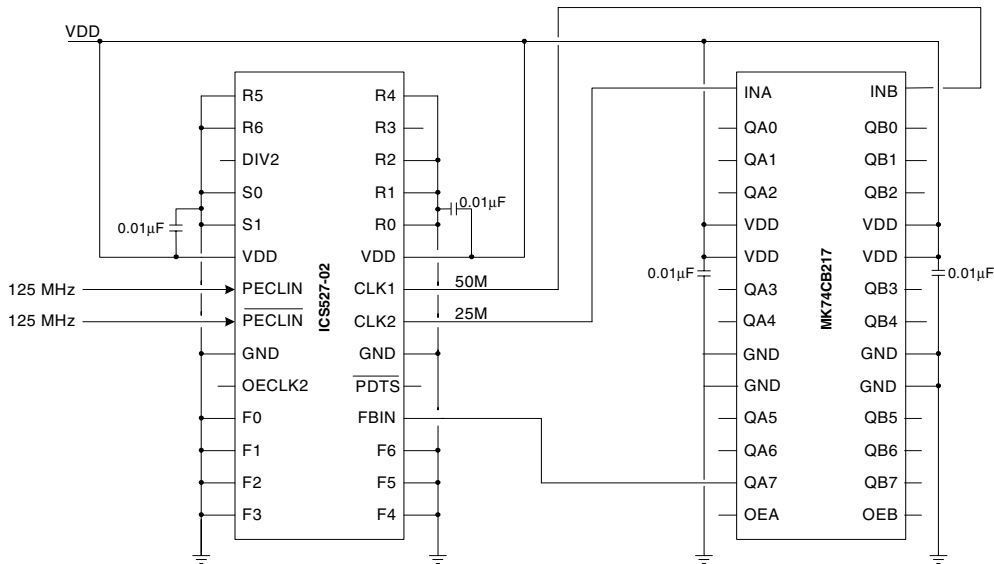 VDD
R5
R6
DIV2
S0
S1
VDD
PECLIN
PECLIN
GND
OECLK2
F0
F1
F2
F3
ICS527-02
R4
R3
R2
R1
R0
VDD
CLK1
CLK2
GND
PDTS
FBIN
F6
F5
F4
0.01µF
0.01µF
125 MHz
125 MHz
50M
25M
INA
QA0
QA1
QA2
VDD
VDD
QA3
QA4
GND
GND
QA5
QA6
QA7
OEA
MK74CB217
INB
QB0
QB1
QB2
VDD
VDD
QB3
QB4
GND
GND
QB5
QB6
QB7
OEB
0.01µF
0.01µF